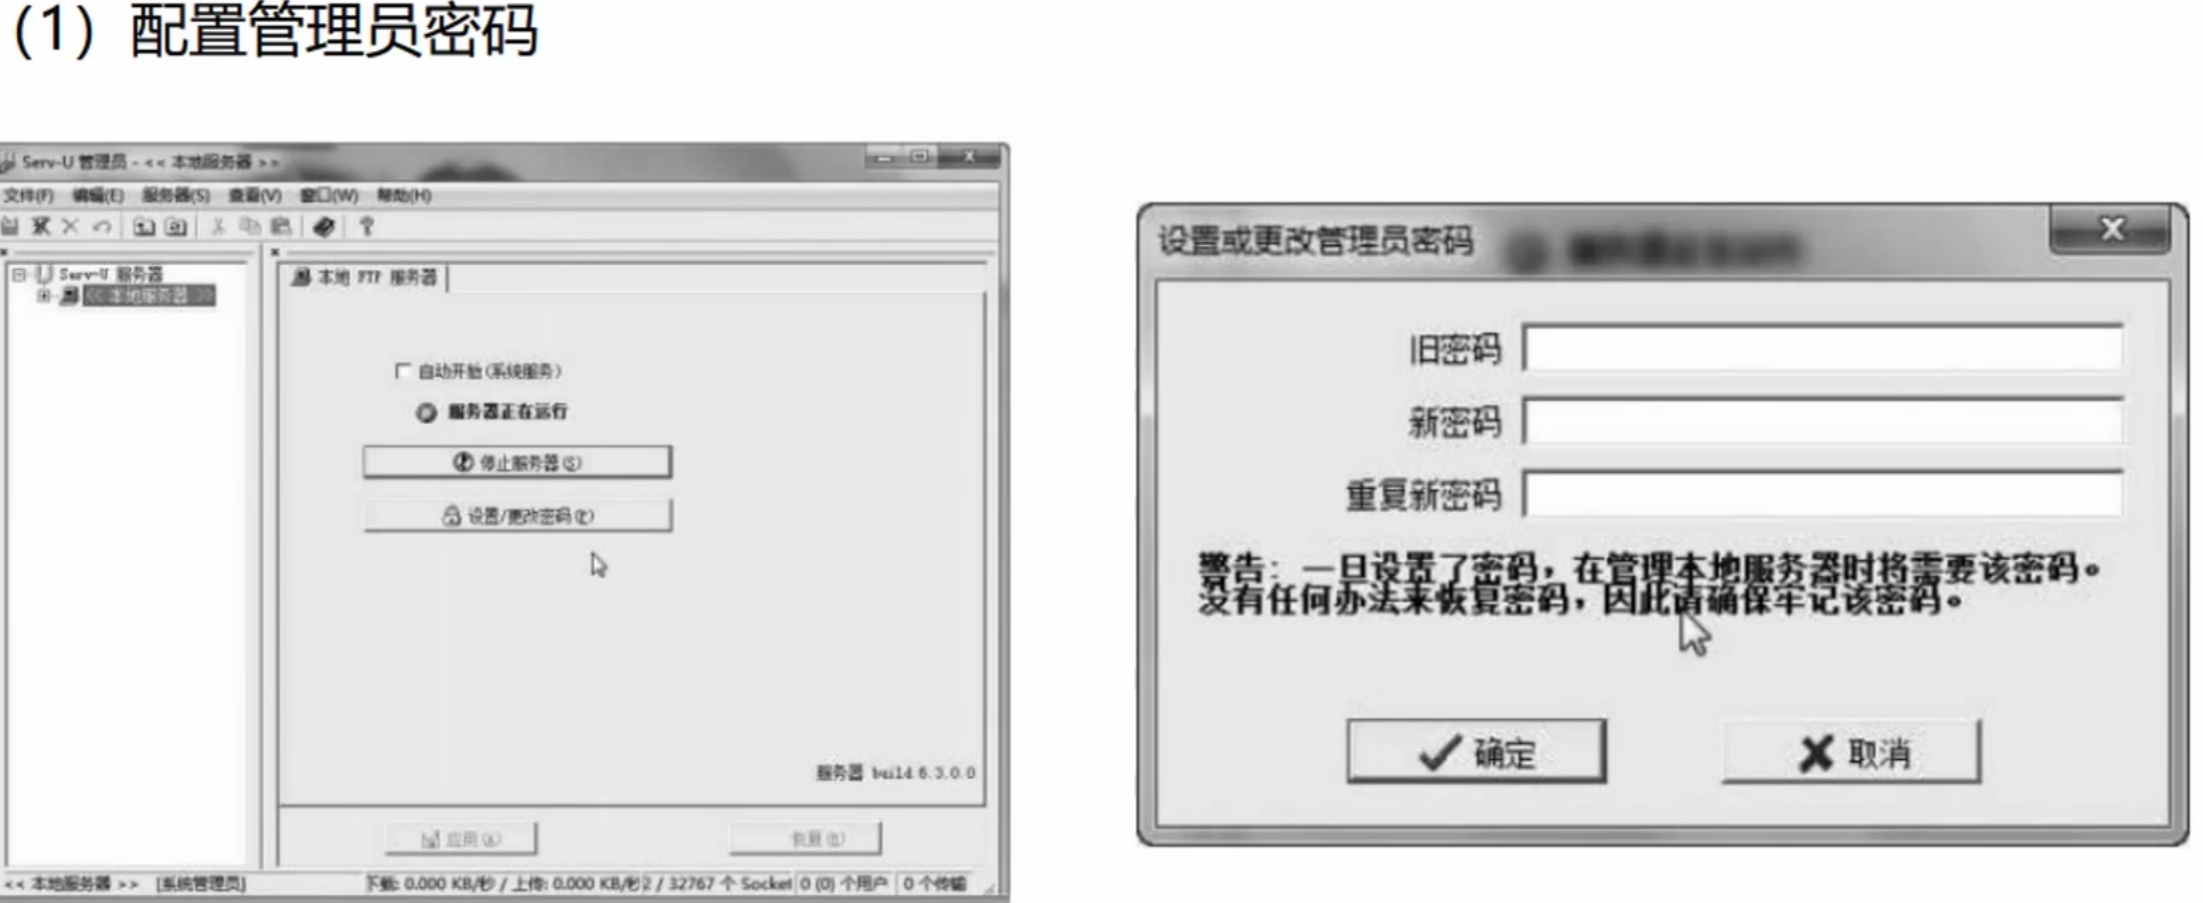 （1）配置管理员密码
Serv-U 管理员 - << 本地服务器 >>
文件(F) 编辑(E) 服务器(S) 查看(V) 窗口(W) 帮助(H)
Serv-U 服务器
<< 本地服务器 >>
本地 FTP 服务器
自动开始(系统服务)
服务器正在运行
停止服务器(S)
设置/更改密码(P)
服务器 build 6.3.0.0
应用(A)
恢复(R)
<< 本地服务器 >> [系统管理员] 下载: 0.000 KB/秒 / 上传: 0.000 KB/秒 2 / 32767 个 Socket 0 (0) 个用户 0 个传输
设置或更改管理员密码
旧密码
新密码
重复新密码
警告：一旦设置了密码，在管理本地服务器时将需要该密码。
没有任何办法来恢复密码，因此请确保牢记该密码。
确定
取消